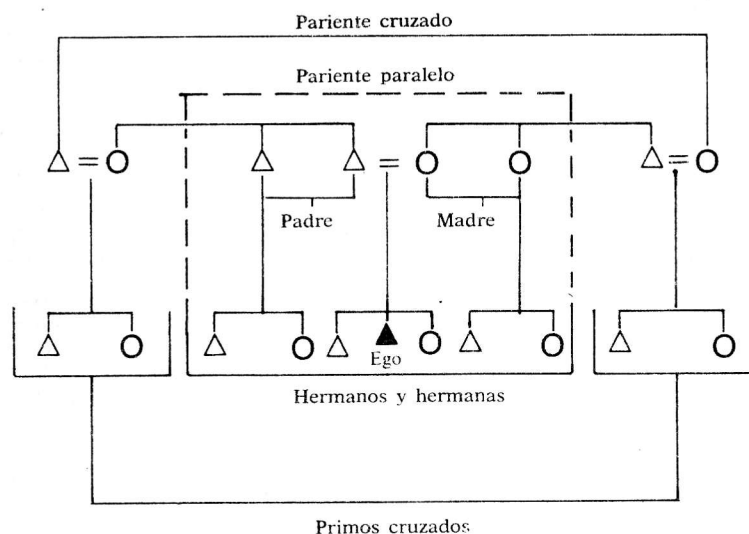 Pariente cruzado
Pariente paralelo
Padre
Madre
Ego
Hermanos y hermanas
Primos cruzados